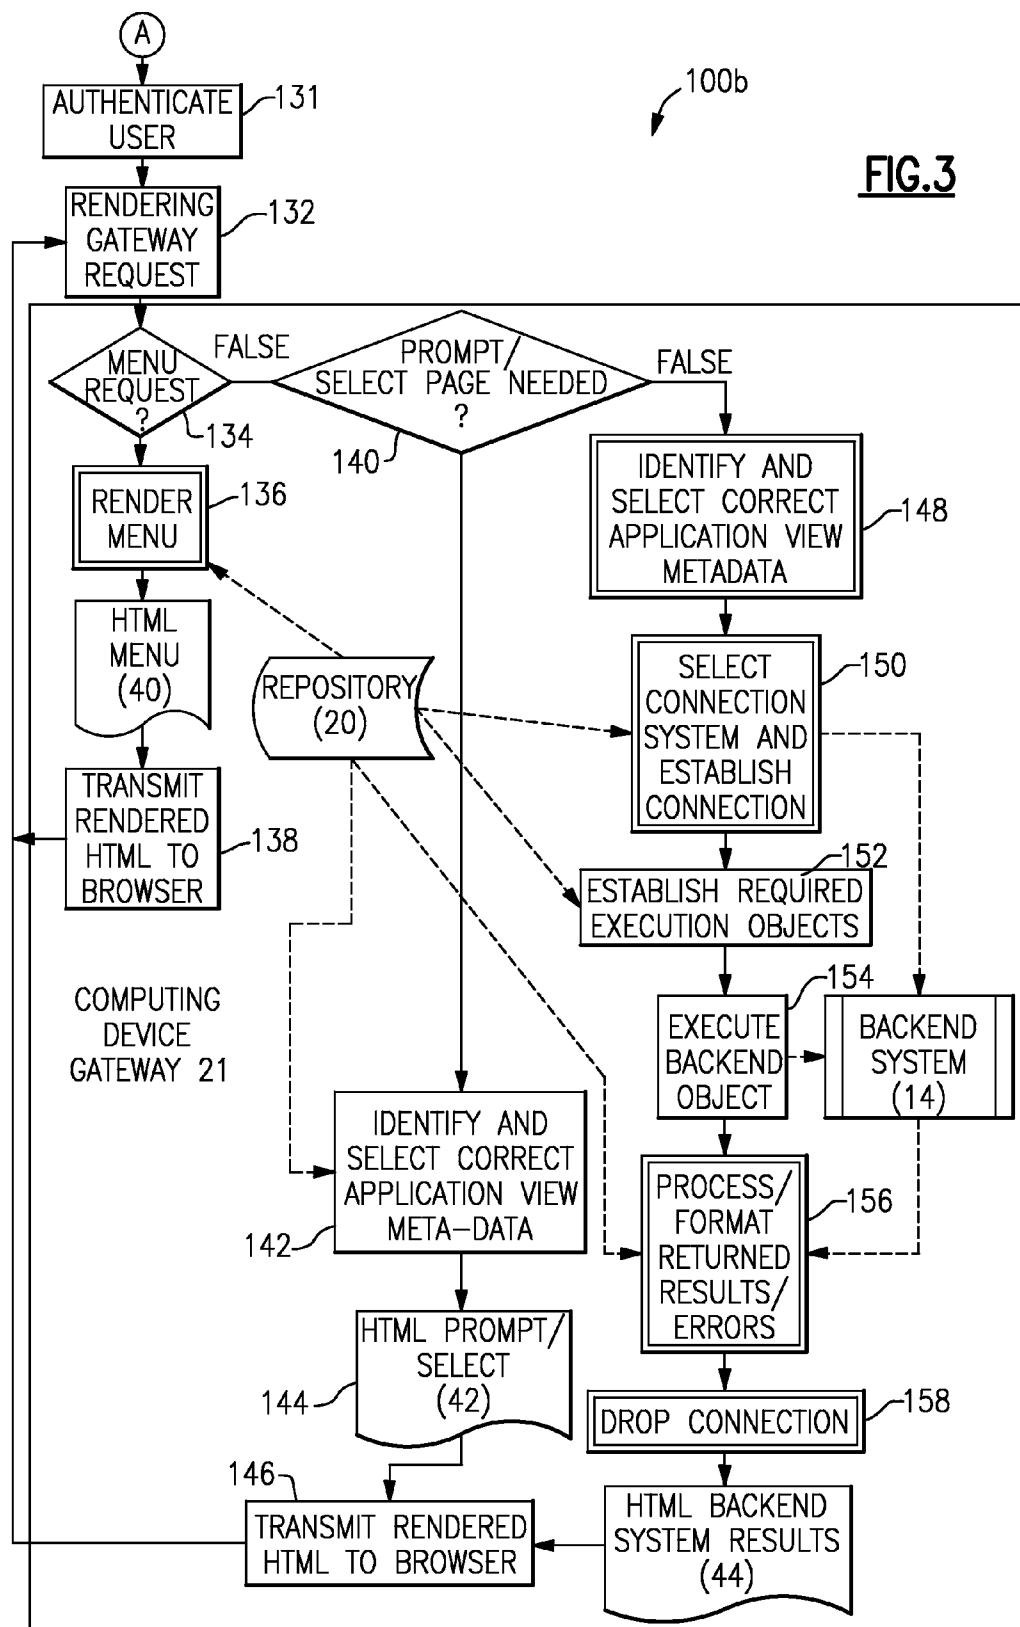 A
100b
FIG.3
AUTHENTICATE
USER
131
RENDERING
GATEWAY
REQUEST
132
MENU
REQUEST
?
134
FALSE
PROMPT/
SELECT PAGE NEEDED
?
140
FALSE
RENDER
MENU
136
HTML
MENU
(40)
TRANSMIT
RENDERED
HTML TO
BROWSER
138
REPOSITORY
(20)
IDENTIFY AND
SELECT CORRECT
APPLICATION VIEW
METADATA
148
SELECT
CONNECTION
SYSTEM AND
ESTABLISH
CONNECTION
150
152
ESTABLISH REQUIRED
EXECUTION OBJECTS
154
EXECUTE
BACKEND
OBJECT
BACKEND
SYSTEM
(14)
COMPUTING
DEVICE
GATEWAY 21
IDENTIFY AND
SELECT CORRECT
APPLICATION VIEW
META-DATA
142
PROCESS/
FORMAT
RETURNED
RESULTS/
ERRORS
156
HTML PROMPT/
SELECT
(42)
144
DROP CONNECTION
158
146
TRANSMIT RENDERED
HTML TO BROWSER
HTML BACKEND
SYSTEM RESULTS
(44)